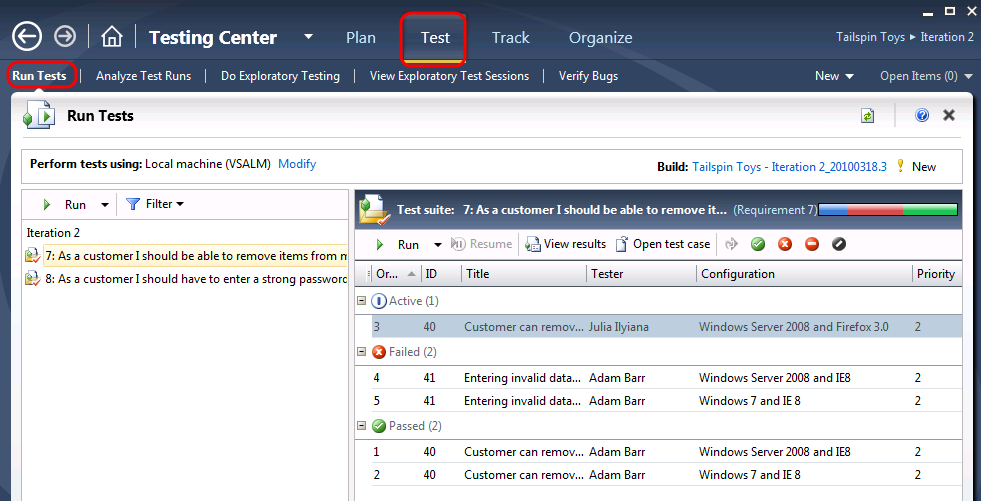 Testing Center Plan Test Track Organize Tailspin Toys ▸ Iteration 2
Run Tests | Analyze Test Runs | Do Exploratory Testing | View Exploratory Test Sessions | Verify Bugs New Open Items (0)
Run Tests
Perform tests using: Local machine (VSALM) Modify Build: Tailspin Toys - Iteration 2_20100318.3 New
Run Filter
Iteration 2
7: As a customer I should be able to remove items from m
8: As a customer I should have to enter a strong password
Test suite: 7: As a customer I should be able to remove it... (Requirement 7)
Run Resume View results Open test case
Or... ID Title Tester Configuration Priority
Active (1)
3 40 Customer can remov... Julia Ilyiana Windows Server 2008 and Firefox 3.0 2
Failed (2)
4 41 Entering invalid data... Adam Barr Windows Server 2008 and IE8 2
5 41 Entering invalid data... Adam Barr Windows 7 and IE 8 2
Passed (2)
1 40 Customer can remov... Adam Barr Windows Server 2008 and IE8 2
2 40 Customer can remov... Adam Barr Windows 7 and IE 8 2